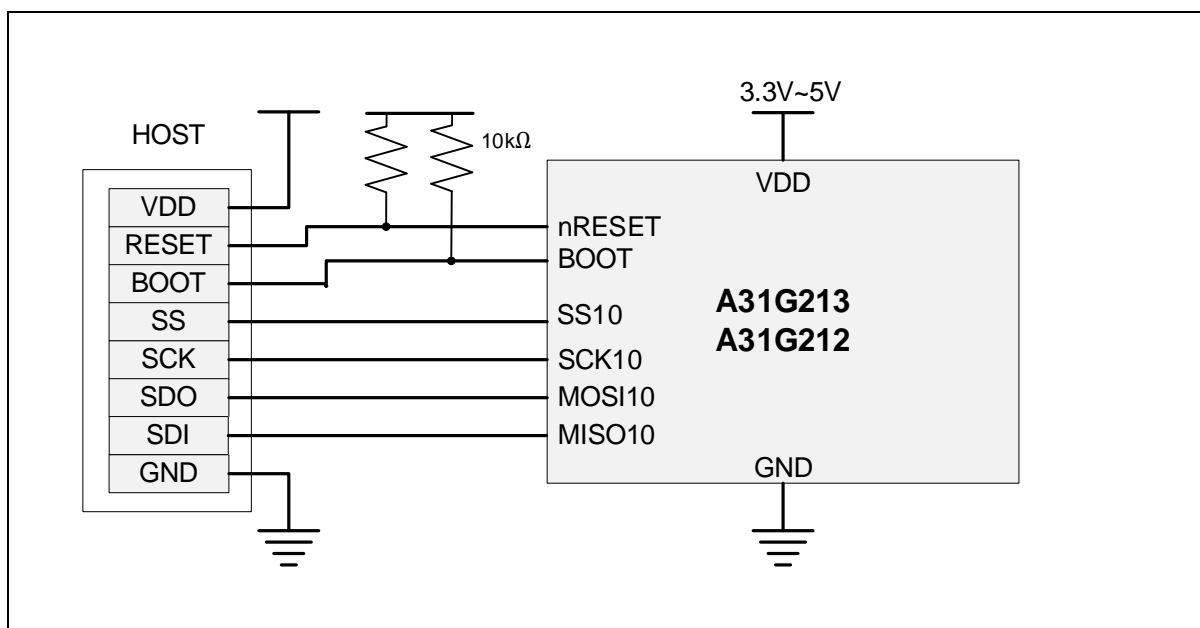 3.3V~5V
HOST
10kΩ
VDD
VDD
RESET
BOOT
SS
SCK
SDO
SDI
GND
nRESET
BOOT
SS10
SCK10
MOSI10
MISO10
A31G213
A31G212
GND